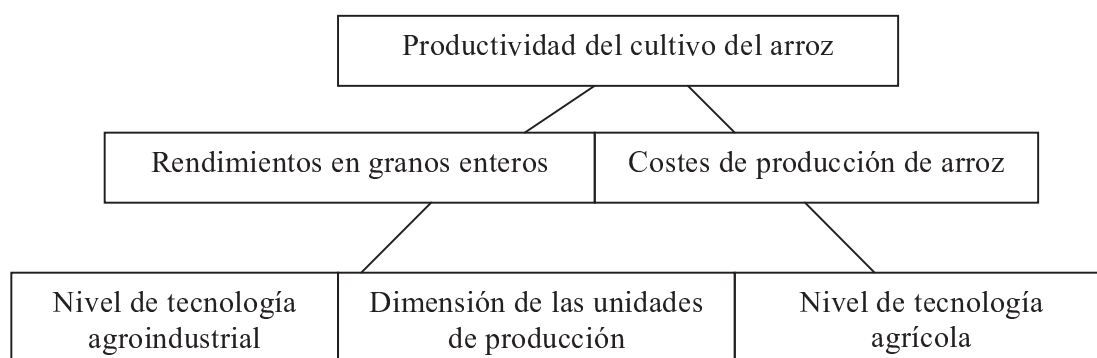 Productividad del cultivo del arroz
Rendimientos en granos enteros
Costes de producción de arroz
Nivel de tecnología
agroindustrial
Dimensión de las unidades
de producción
Nivel de tecnología
agrícola